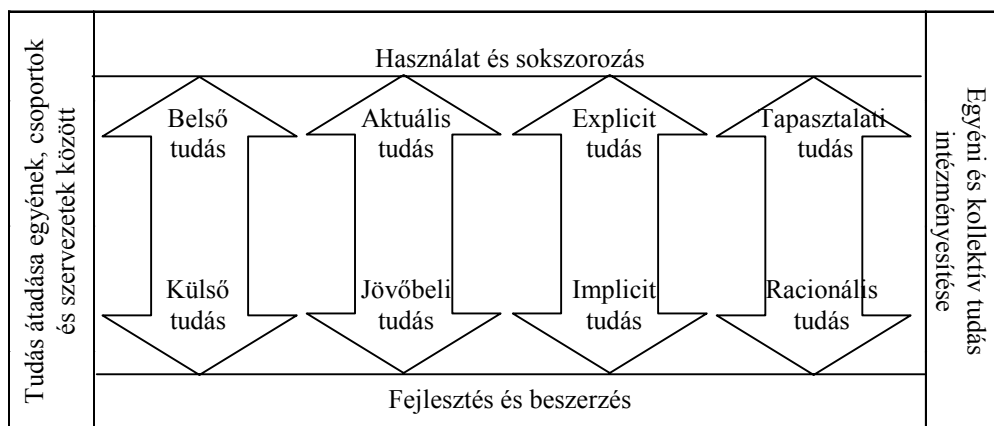 Tudás átadása egyének, csoportok
és szervezetek között
Használat és sokszorozás
Belső
tudás
Aktuális
tudás
Explicit
tudás
Tapasztalati
tudás
Külső
tudás
Jövőbeli
tudás
Implicit
tudás
Racionális
tudás
Fejlesztés és beszerzés
Egyéni és kollektív tudás
intézményesítése